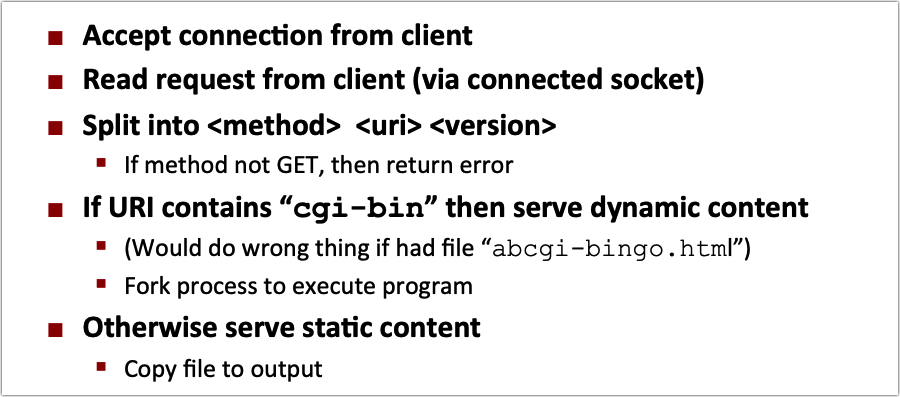 Accept connection from client
Read request from client (via connected socket)
Split into <method> <uri> <version>
If method not GET, then return error
If URI contains “cgi-bin” then serve dynamic content
(Would do wrong thing if had file “abcgi-bingo.html”)
Fork process to execute program
Otherwise serve static content
Copy file to output